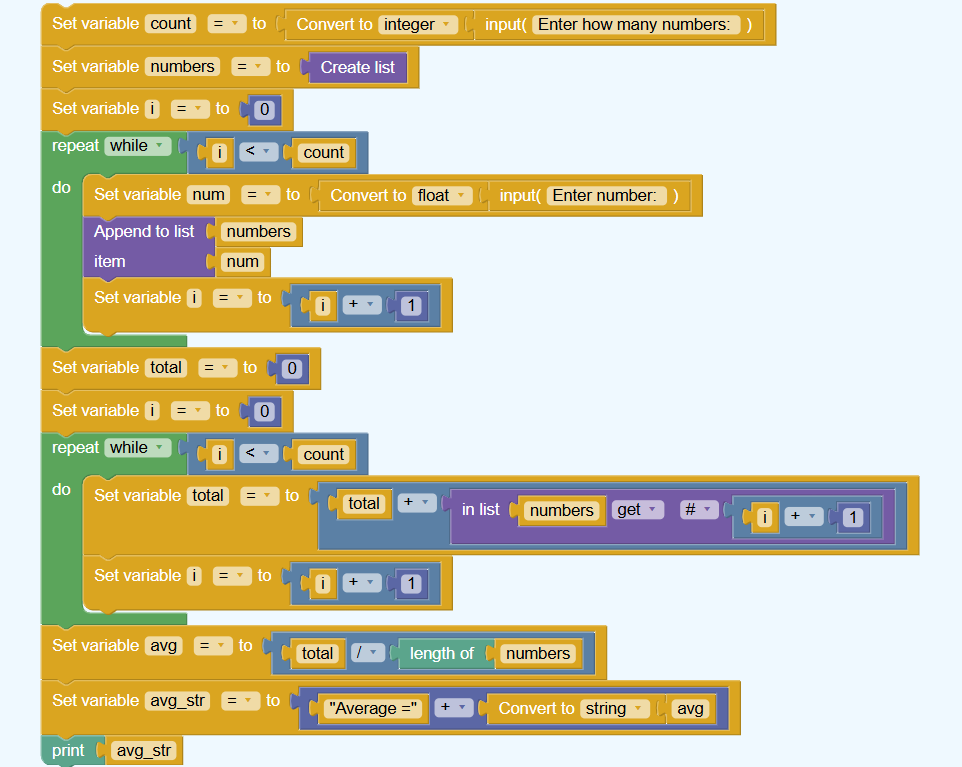 Set variable count = to Convert to integer input( Enter how many numbers: )
Set variable numbers = to Create list
Set variable i = to 0
repeat while i < count
do Set variable num = to Convert to float input( Enter number: )
Append to list numbers
item num
Set variable i = to i + 1
Set variable total = to 0
Set variable i = to 0
repeat while i < count
do Set variable total = to total + in list numbers get # i + 1
Set variable i = to i + 1
Set variable avg = to total / length of numbers
Set variable avg_str = to "Average =" + Convert to string avg
print avg_str